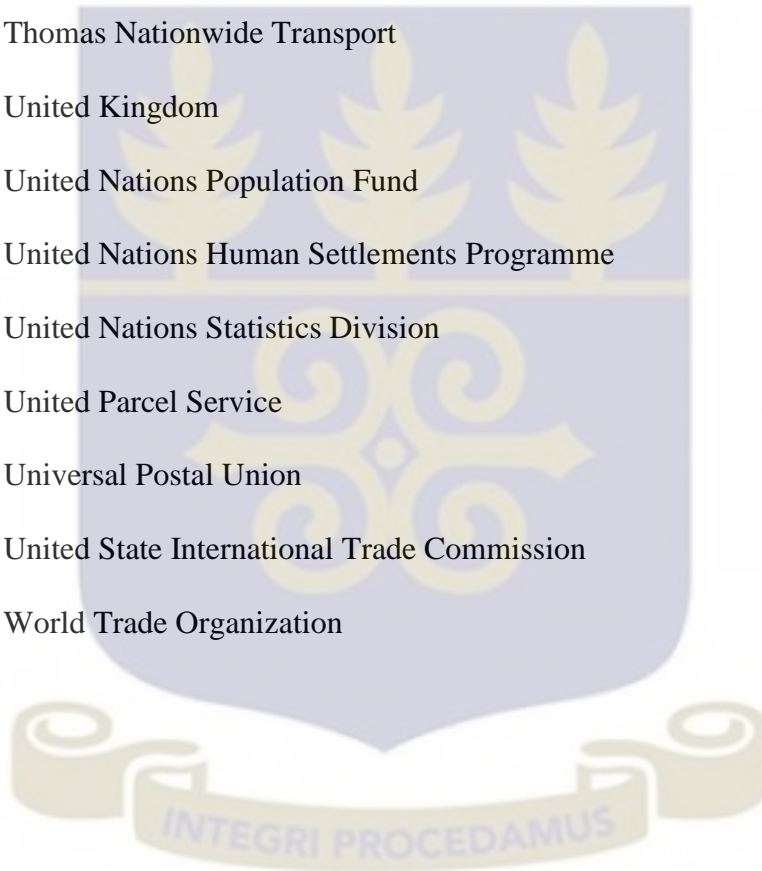 Thomas Nationwide Transport
United Kingdom
United Nations Population Fund
United Nations Human Settlements Programme
United Nations Statistics Division
United Parcel Service
Universal Postal Union
United State International Trade Commission
World Trade Organization
INTEGRI PROCEDAMUS